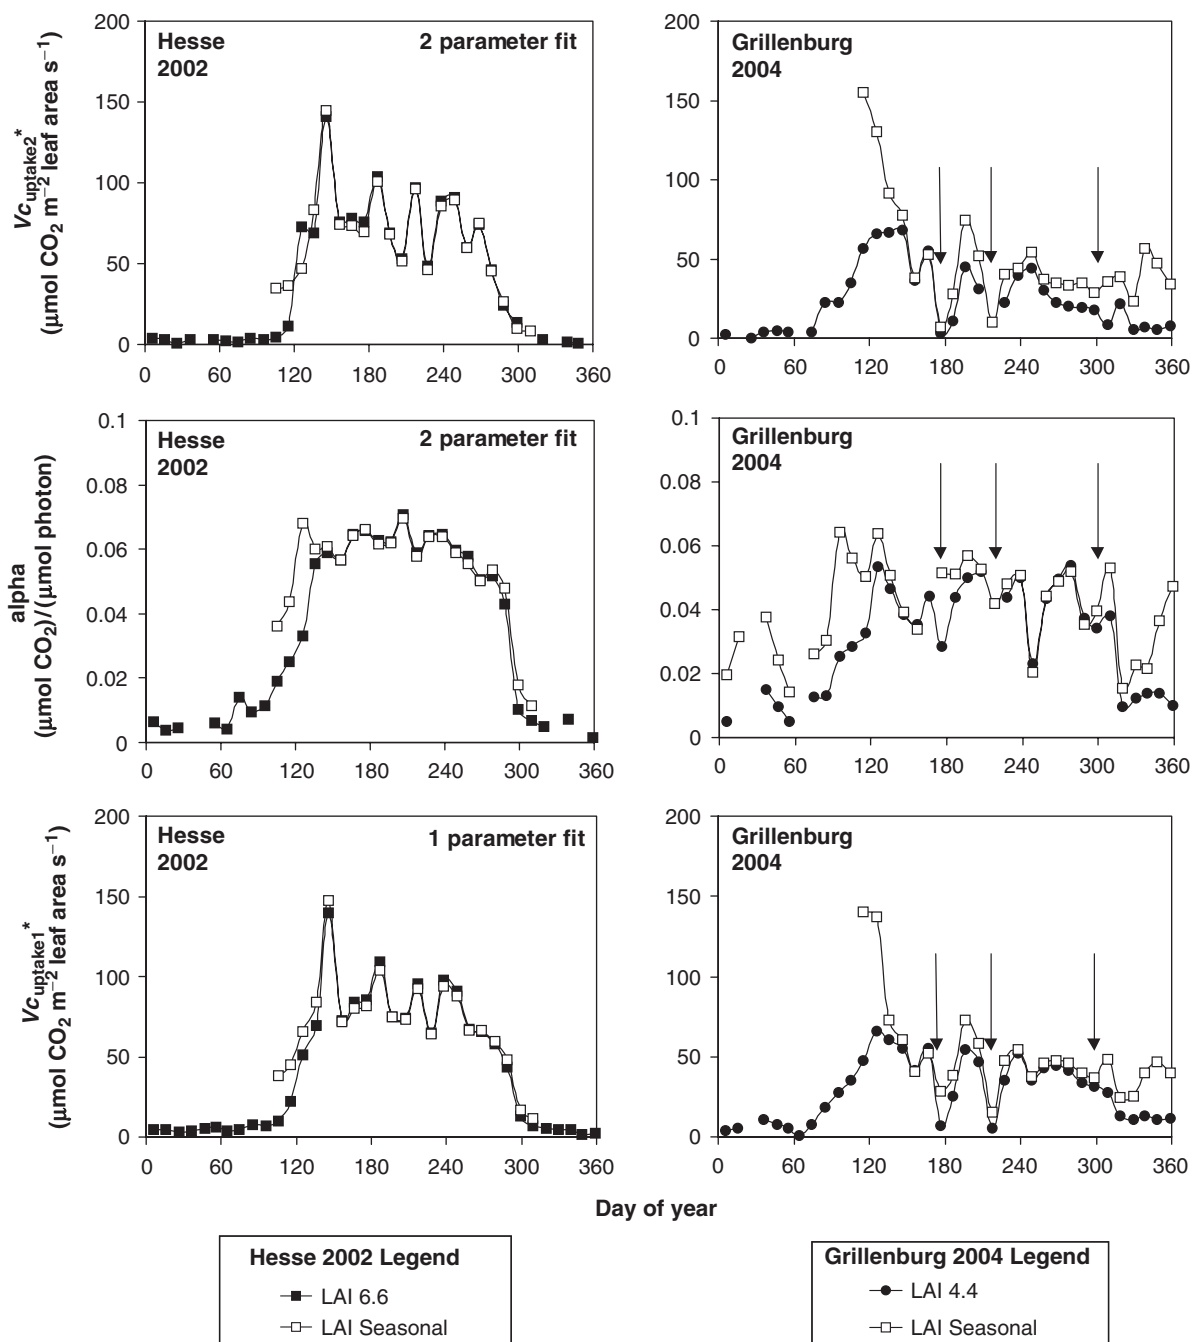 Hesse 2002
2 parameter fit
Vc_uptake2*
(μmol CO₂ m⁻² leaf area s⁻¹)
200
150
100
50
0
0 60 120 180 240 300 360
Grillenburg 2004
200
150
100
50
0
0 60 120 180 240 300 360
Hesse 2002
2 parameter fit
alpha
(μmol CO₂)/(μmol photon)
0.1
0.08
0.06
0.04
0.02
0
0 60 120 180 240 300 360
Grillenburg 2004
0.1
0.08
0.06
0.04
0.02
0
0 60 120 180 240 300 360
Hesse 2002
1 parameter fit
Vc_uptake1*
(μmol CO₂ m⁻² leaf area s⁻¹)
200
150
100
50
0
0 60 120 180 240 300 360
Grillenburg 2004
200
150
100
50
0
0 60 120 180 240 300 360
Day of year
Hesse 2002 Legend
LAI 6.6
LAI Seasonal
Grillenburg 2004 Legend
LAI 4.4
LAI Seasonal